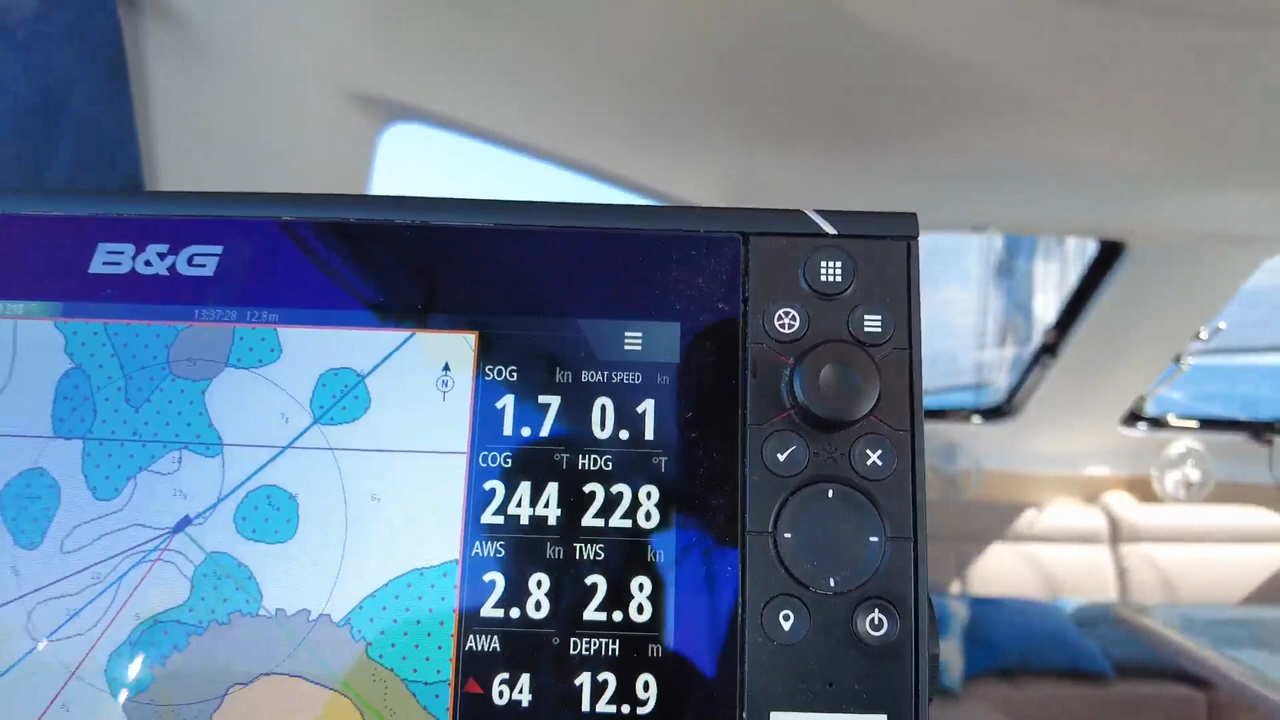 B&G
13:37:28 12.8m
N
SOG kn BOAT SPEED kn
1.7 0.1
COG °T HDG °T
244 228
AWS kn TWS kn
2.8 2.8
AWA ° DEPTH m
64 12.9